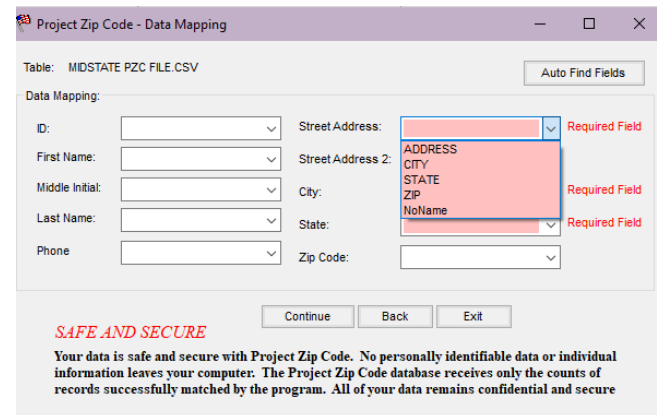 Project Zip Code - Data Mapping
Table: MIDSTATE PZC FILE.CSV
Auto Find Fields
Data Mapping:
ID:
Street Address:
Required Field
First Name:
Street Address 2:
ADDRESS
CITY
STATE
ZIP
NoName
Middle Initial:
City:
Required Field
Last Name:
State:
Required Field
Phone
Zip Code:
Continue
Back
Exit
SAFE AND SECURE
Your data is safe and secure with Project Zip Code. No personally identifiable data or individual
information leaves your computer. The Project Zip Code database receives only the counts of
records successfully matched by the program. All of your data remains confidential and secure